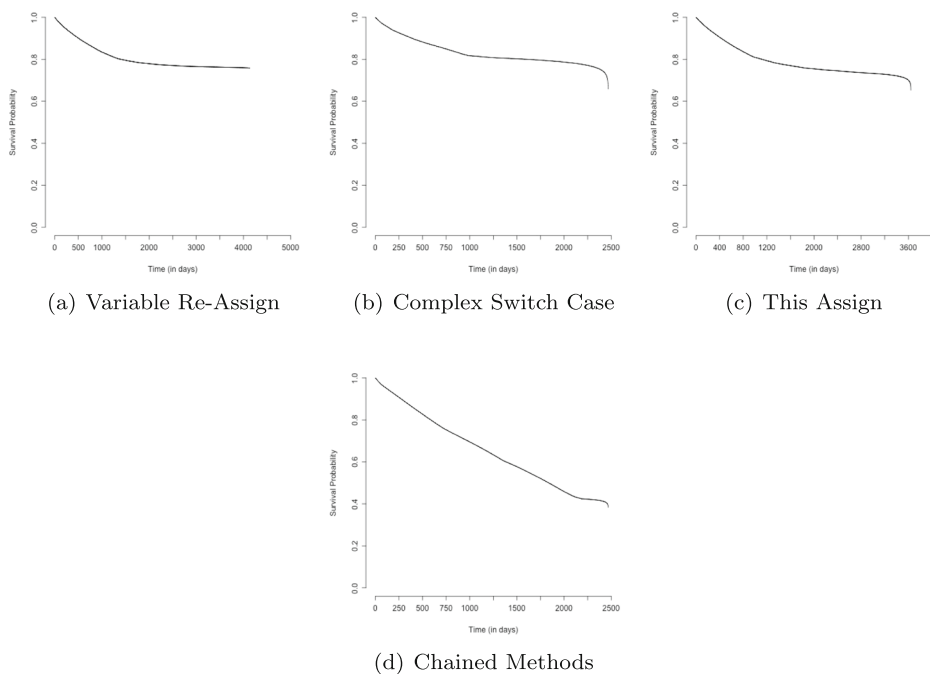 1.0
0.8
0.6
0.4
0.2
0.0
Survival Probability
0 500 1000 2000 3000 4000 5000
Time (in days)
(a) Variable Re-Assign
1.0
0.8
0.6
0.4
0.2
0.0
Survival Probability
0 250 500 750 1000 1500 2000 2500
Time (in days)
(b) Complex Switch Case
1.0
0.8
0.6
0.4
0.2
0.0
Survival Probability
0 400 800 1200 2000 2800 3600
Time (in days)
(c) This Assign
1.0
0.8
0.6
0.4
0.2
0.0
Survival Probability
0 250 500 750 1000 1500 2000 2500
Time (in days)
(d) Chained Methods